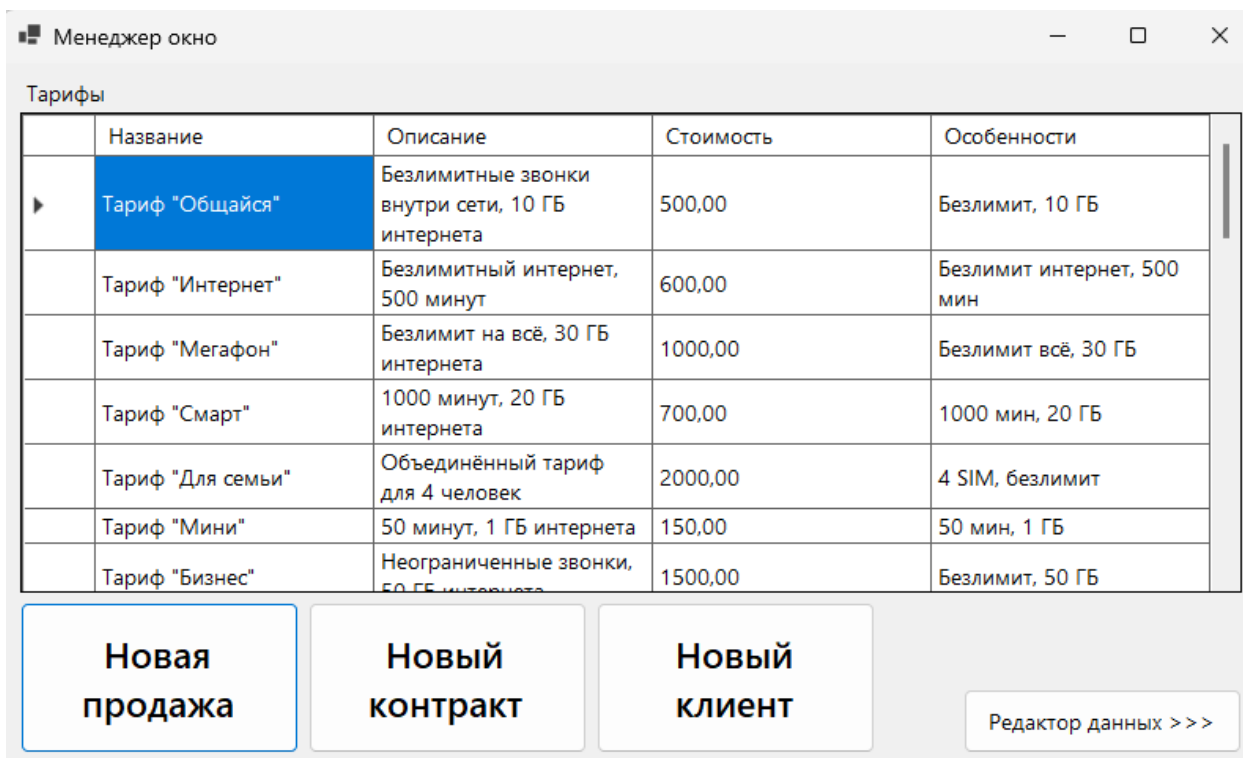 Менеджер окно
Тарифы
Название Описание Стоимость Особенности
Безлимитные звонки
Тариф "Общайся" внутри сети, 10 ГБ 500,00 Безлимит, 10 ГБ
интернета
Безлимитный интернет, Безлимит интернет, 500
Тариф "Интернет" 600,00
500 минут мин
Безлимит на всё, 30 ГБ
Тариф "Мегафон" 1000,00 Безлимит всё, 30 ГБ
интернета
1000 минут, 20 ГБ
Тариф "Смарт" 700,00 1000 мин, 20 ГБ
интернета
Объединённый тариф
Тариф "Для семьи" 2000,00 4 SIM, безлимит
для 4 человек
Тариф "Мини" 50 минут, 1 ГБ интернета 150,00 50 мин, 1 ГБ
Неограниченные звонки,
Тариф "Бизнес" 1500,00 Безлимит, 50 ГБ
50 ГБ интернета
Новая Новый Новый
продажа контракт клиент
Редактор данных >>>